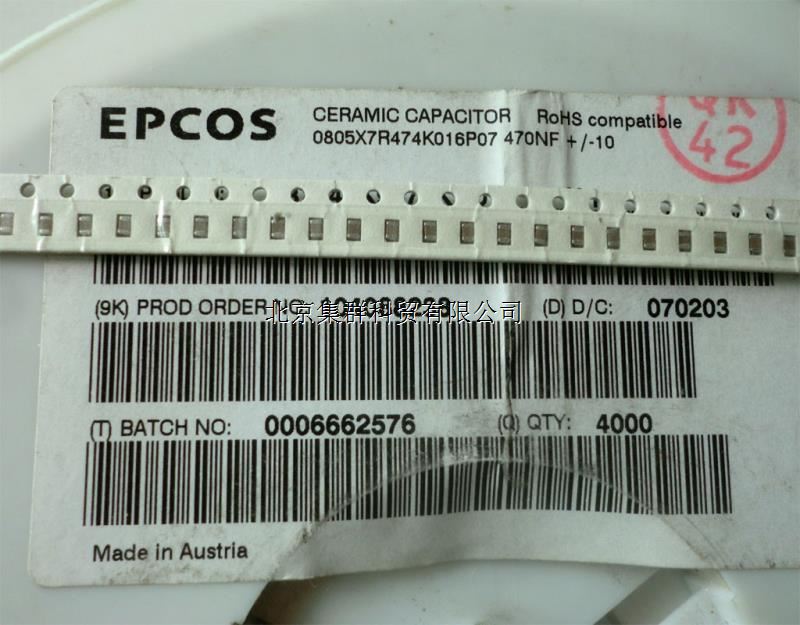 EPCOS
CERAMIC CAPACITOR RoHS compatible
0805X7R474K016P07 470NF +/-10
QK
42
(9K) PROD ORDER NO:
北京集群科贸有限公司
(D) D/C: 070203
(T) BATCH NO: 0006662576 (Q) QTY: 4000
Made in Austria